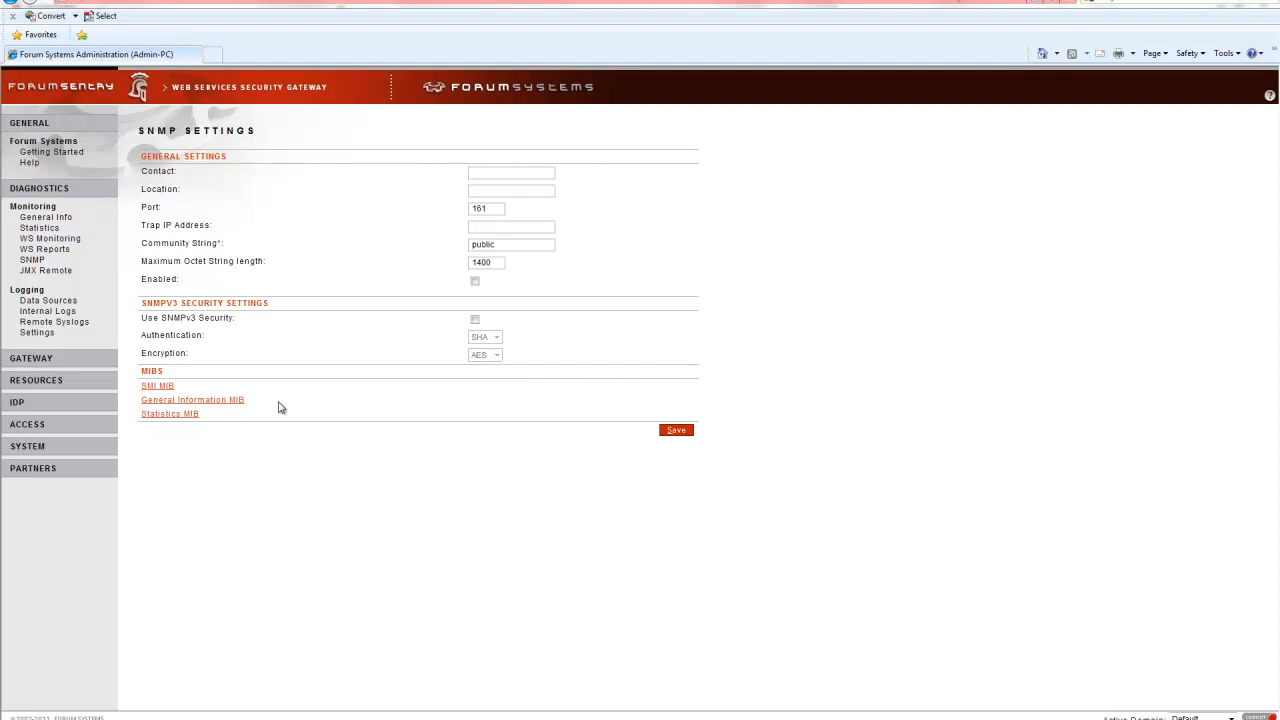 Convert Select
Favorites
Forum Systems Administration (Admin-PC)
Page Safety Tools
FORUMSENTRY > WEB SERVICES SECURITY GATEWAY FORUMSYSTEMS
GENERAL
Forum Systems
Getting Started
Help
DIAGNOSTICS
Monitoring
General Info
Statistics
WS Monitoring
WS Reports
SNMP
JMX Remote
Logging
Data Sources
Internal Logs
Remote Syslogs
Settings
GATEWAY
RESOURCES
IDP
ACCESS
SYSTEM
PARTNERS
SNMP SETTINGS
GENERAL SETTINGS
Contact:
Location:
Port: 161
Trap IP Address:
Community String*: public
Maximum Octet String length: 1400
Enabled:
SNMPV3 SECURITY SETTINGS
Use SNMPv3 Security:
Authentication: SHA
Encryption: AES
MIBS
SMI MIB
General Information MIB
Statistics MIB
Save
Active Domain: Default LOGOUT